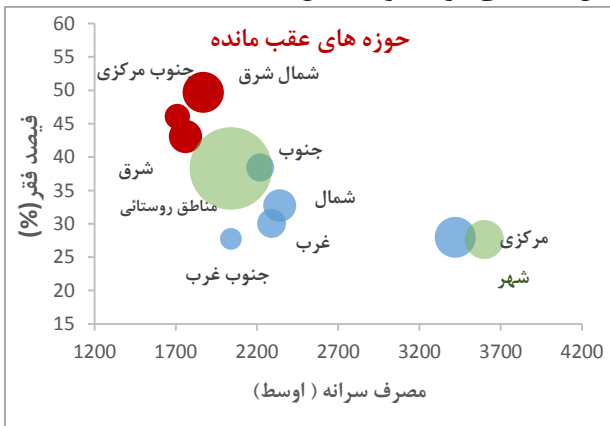 حوزه های عقب مانده
شمال شرق
جنوب مرکزی
شرق
جنوب
مناطق روستائی
شمال
غرب
جنوب غرب
مرکزی
شهر
فیصد فقر (%)
60
55
50
45
40
35
30
25
20
15
1200 1700 2200 2700 3200 3700 4200
مصرف سرانه ( اوسط)